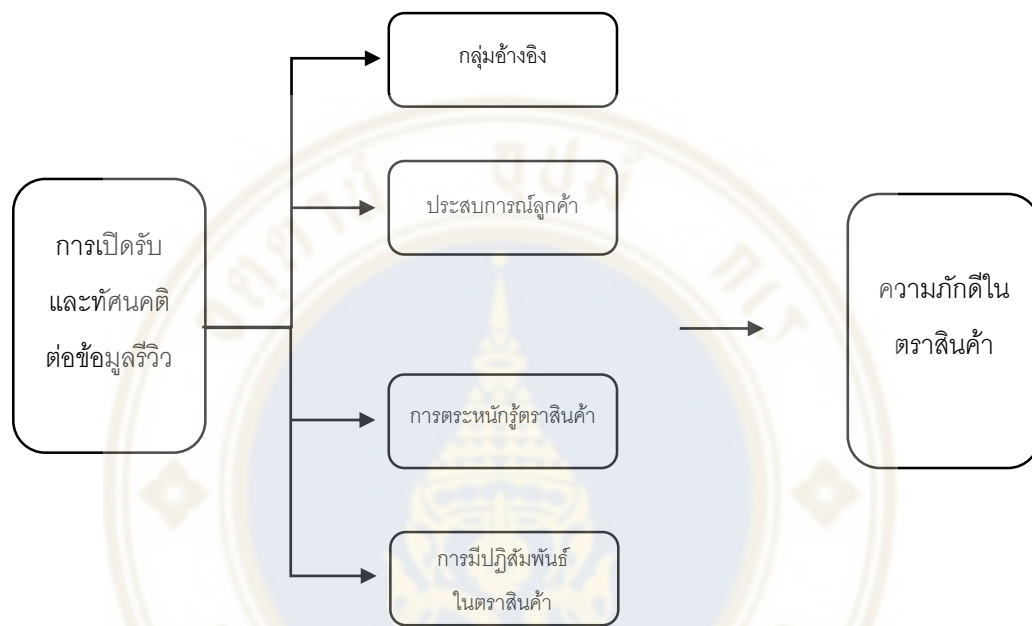 กลุ่มอ้างอิง
ประสบการณ์ลูกค้า
การเปิดรับ
และทัศนคติ
ต่อข้อมูลรีวิว
ความภักดีใน
ตราสินค้า
การตระหนักรู้ตราสินค้า
การมีปฏิสัมพันธ์
ในตราสินค้า